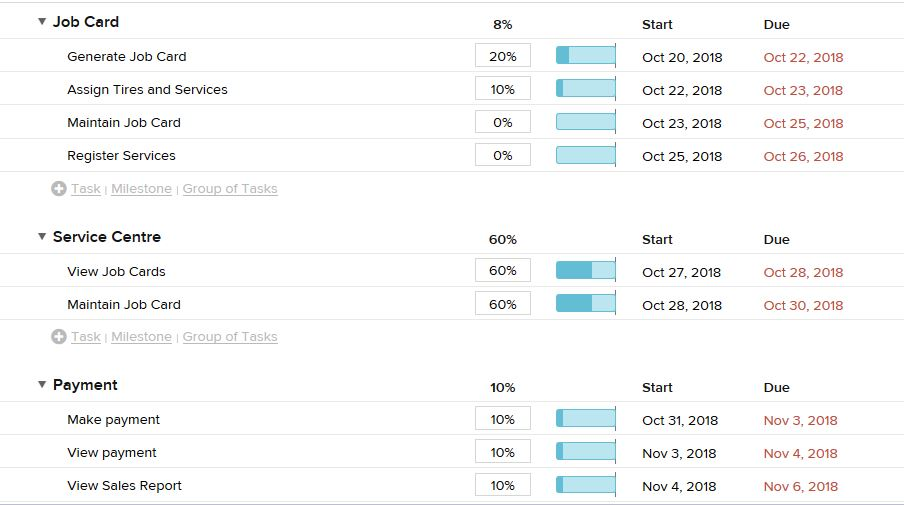 Job Card 8% Start Due
Generate Job Card 20% Oct 20, 2018 Oct 22, 2018
Assign Tires and Services 10% Oct 22, 2018 Oct 23, 2018
Maintain Job Card 0% Oct 23, 2018 Oct 25, 2018
Register Services 0% Oct 25, 2018 Oct 26, 2018
Task | Milestone | Group of Tasks
Service Centre 60% Start Due
View Job Cards 60% Oct 27, 2018 Oct 28, 2018
Maintain Job Card 60% Oct 28, 2018 Oct 30, 2018
Task | Milestone | Group of Tasks
Payment 10% Start Due
Make payment 10% Oct 31, 2018 Nov 3, 2018
View payment 10% Nov 3, 2018 Nov 4, 2018
View Sales Report 10% Nov 4, 2018 Nov 6, 2018